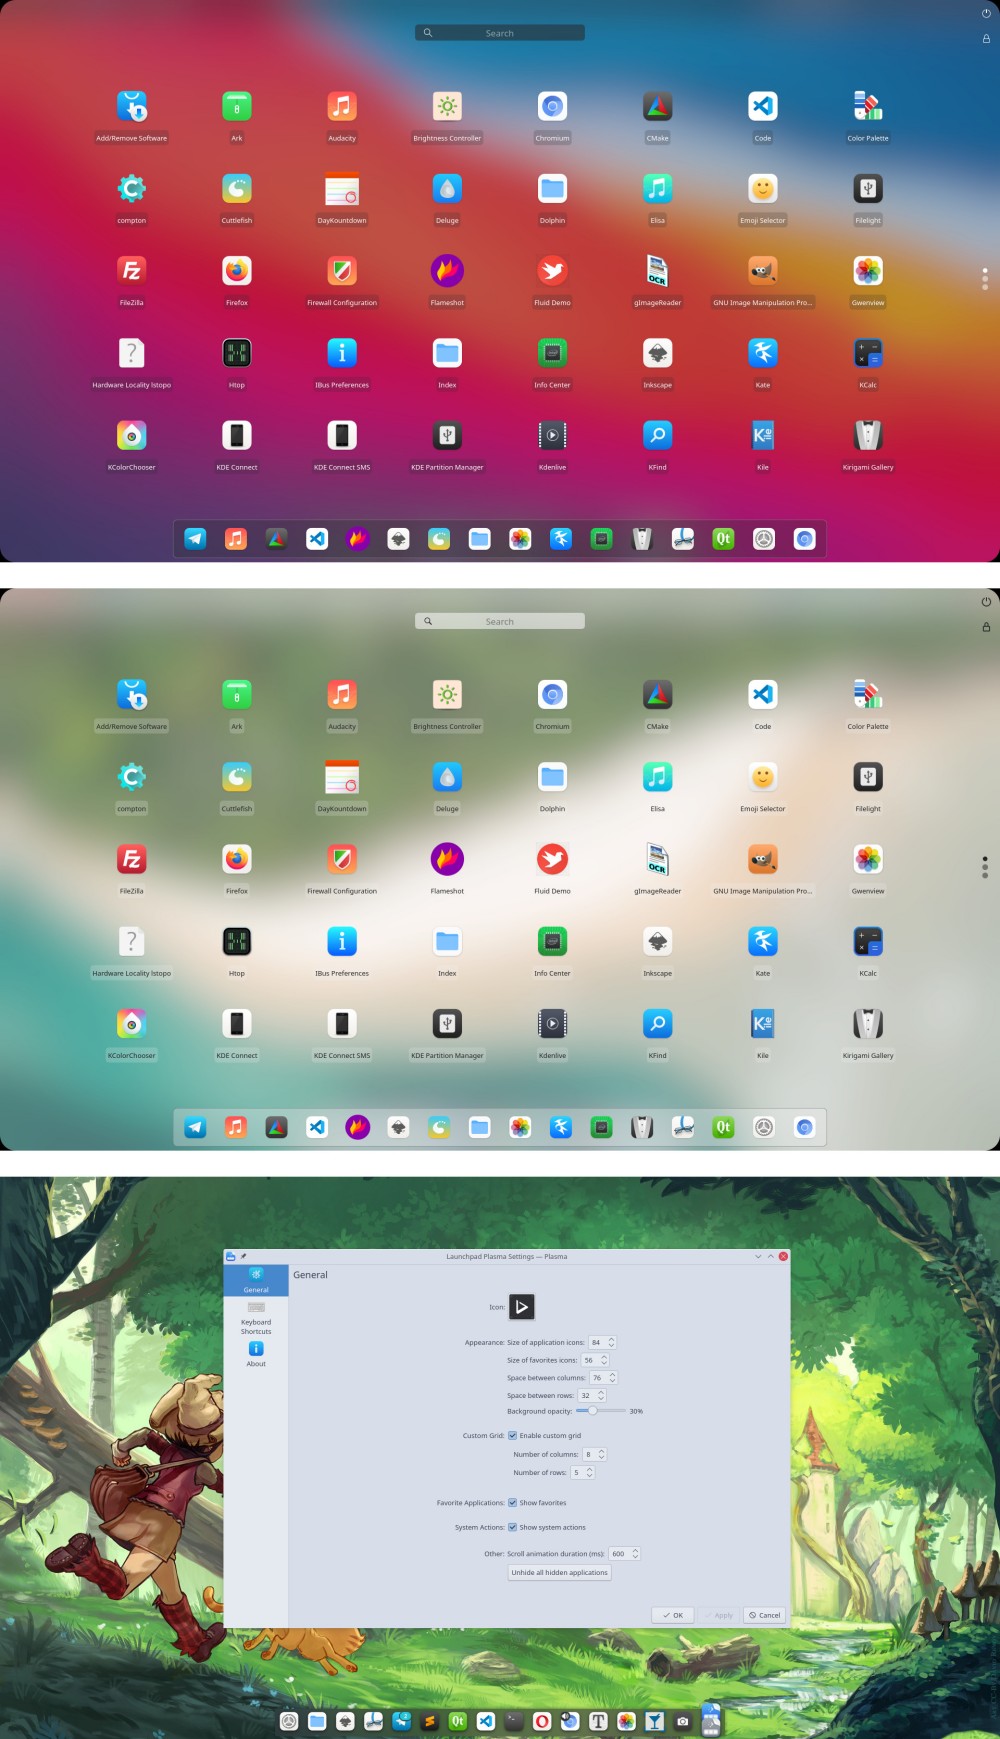 Search
Add/Remove Software Ark Audacity Brightness Controller Chromium CMake Code Color Palette
compton Cuttlefish DayKountdown Deluge Dolphin Elisa Emoji Selector Filelight
Fz OCR
FileZilla Firefox Firewall Configuration Flameshot Fluid Demo gImageReader GNU Image Manipulation Pro... Gwenview
Hardware Locality lstopo Htop IBus Preferences Index Info Center Inkscape Kate KCalc
KColorChooser KDE Connect KDE Connect SMS KDE Partition Manager Kdenlive KFind Kile Kirigami Gallery
Qt
Search
Add/Remove Software Ark Audacity Brightness Controller Chromium CMake Code Color Palette
compton Cuttlefish DayKountdown Deluge Dolphin Elisa Emoji Selector Filelight
Fz OCR
FileZilla Firefox Firewall Configuration Flameshot Fluid Demo gImageReader GNU Image Manipulation Pro... Gwenview
Hardware Locality lstopo Htop IBus Preferences Index Info Center Inkscape Kate KCalc
KColorChooser KDE Connect KDE Connect SMS KDE Partition Manager Kdenlive KFind Kile Kirigami Gallery
Qt
Launchpad Plasma Settings — Plasma
General
General
Keyboard
Shortcuts
About
Icon:
Appearance: Size of application icons: 84
Size of favorites icons: 56
Space between columns: 76
Space between rows: 32
Background opacity: 30%
Custom Grid: Enable custom grid
Number of columns: 8
Number of rows: 5
Favorite Applications: Show favorites
System Actions: Show system actions
Other: Scroll animation duration (ms): 600
Unhide all hidden applications
OK Apply Cancel
Qt T